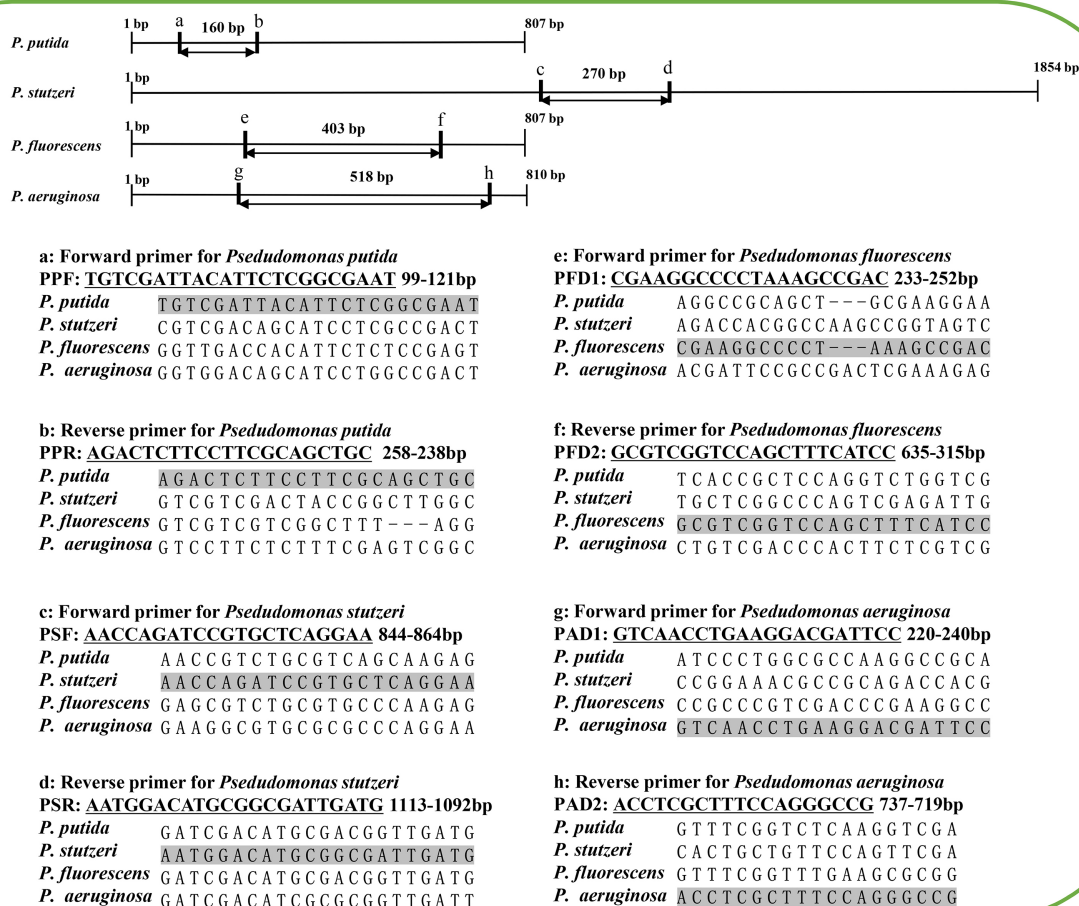 1 bp a 160 bp b 807 bp
P. putida
1 bp c 270 bp d 1854 bp
P. stutzeri
1 bp e 403 bp f 807 bp
P. fluorescens
1 bp g 518 bp h 810 bp
P. aeruginosa
a: Forward primer for Psedudomonas putida
PPF: TGTCGATTACATTCTCGGCGAAT 99-121bp
P. putida TGTCGATTACATTCTCGGCGAAT
P. stutzeri CGTCGACAGCATCCTCGCCGACT
P. fluorescens GGTTGACCACATTCTCTCCGAGT
P. aeruginosa GGTGGACAGCATCCTGGCCGACT
b: Reverse primer for Psedudomonas putida
PPR: AGACTCTTCCTTCGCAGCTGC 258-238bp
P. putida AGACTCTTCCTTCGCAGCTGC
P. stutzeri GTCGTCGACTACCGGCTTGGC
P. fluorescens GTCGTCGTCGGCTTT---AGG
P. aeruginosa GTCCTTCTCTTTCGAGTCGGC
c: Forward primer for Psedudomonas stutzeri
PSF: AACCAGATCCGTGCTCAGGAA 844-864bp
P. putida AACCGTCTGCGTCAGCAAGAG
P. stutzeri AACCAGATCCGTGCTCAGGAA
P. fluorescens GAGCGTCTGCGTGCCCAAGAG
P. aeruginosa GAAGGCGTGCGCGCCCAGGAA
d: Reverse primer for Psedudomonas stutzeri
PSR: AATGGACATGCGGCGATTGATG 1113-1092bp
P. putida GATCGACATGCGACGGTTGATG
P. stutzeri AATGGACATGCGGCGATTGATG
P. fluorescens GATCGACATGCGACGGTTGATG
P. aeruginosa GATCGACATCGCGCGGTTGATT
e: Forward primer for Psedudomonas fluorescens
PFD1: CGAAGGCCCCTAAAGCCGAC 233-252bp
P. putida AGGCCGCAGCT---GCGAAGGAA
P. stutzeri AGACCACGGCCAAGCCGGTAGTC
P. fluorescens CGAAGGCCCCT---AAAGCCGAC
P. aeruginosa ACGATTCCGCCGACTCGAAAGAG
f: Reverse primer for Psedudomonas fluorescens
PFD2: GCGTCGGTCCAGCTTTCATCC 635-315bp
P. putida TCACCGCTCCAGGTCTGGTCG
P. stutzeri TGCTCGGCCCAGTCGAGATTG
P. fluorescens GCGTCGGTCCAGCTTTCATCC
P. aeruginosa CTGTCGACCCACTTCTCGTCG
g: Forward primer for Psedudomonas aeruginosa
PAD1: GTCAACCTGAAGGACGATTCC 220-240bp
P. putida ATCCCTGGCGCCAAGGCCGCA
P. stutzeri CCGGAAACGCCGCAGACCACG
P. fluorescens CCGCCCGTCGACCCGAAGGCC
P. aeruginosa GTCAACCTGAAGGACGATTCC
h: Reverse primer for Psedudomonas aeruginosa
PAD2: ACCTCGCTTTCCAGGGCCG 737-719bp
P. putida GTTTCGGTCTCAAGGTCGA
P. stutzeri CACTGCTGTTCCAGTTCGA
P. fluorescens GTTTCGGTTTGAAGCGCGG
P. aeruginosa ACCTCGCTTTCCAGGGCCG